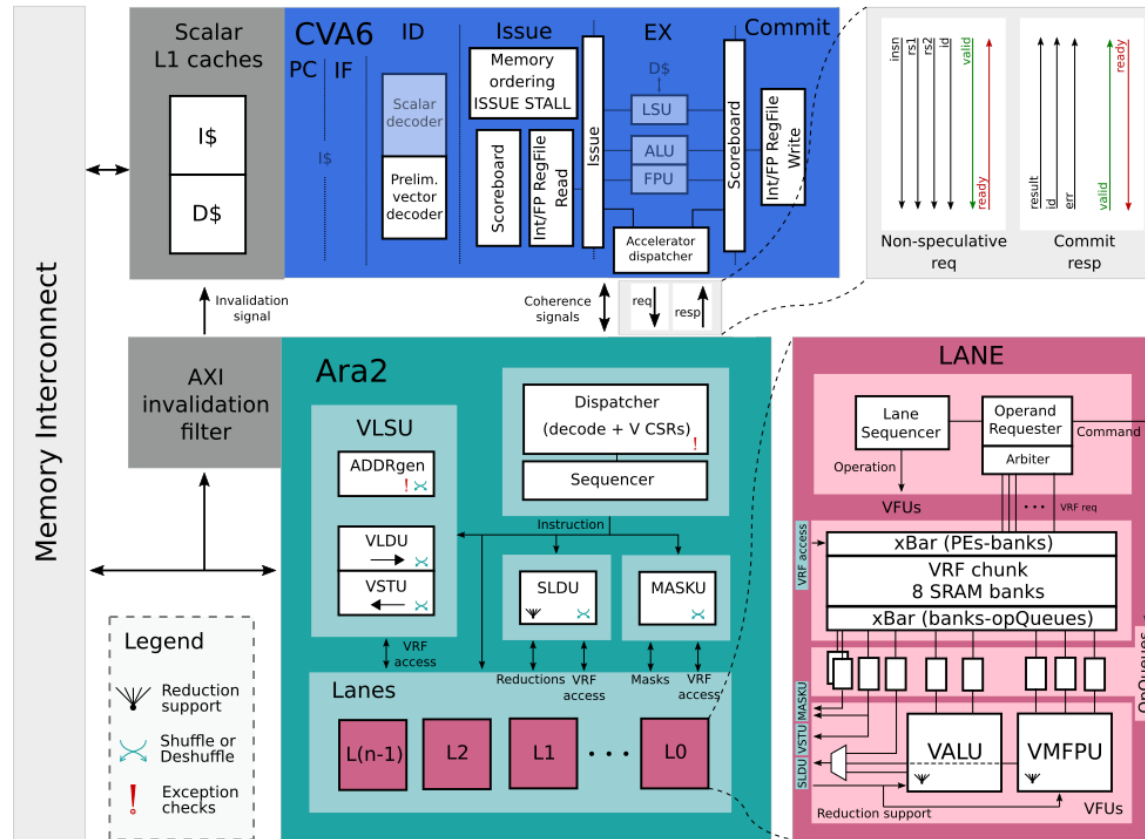 Memory Interconnect
Scalar
L1 caches
I$
D$
CVA6
PC
IF
I$
ID
Scalar
decoder
Prelim.
vector
decoder
Issue
Memory
ordering
ISSUE STALL
Scoreboard
Int/FP RegFile
Read
Issue
EX
D$
LSU
ALU
FPU
Accelerator
dispatcher
Scoreboard
Commit
Int/FP RegFile
Write
insn
rs1
rs2
id
valid
ready
Non-speculative
req
result
id
err
valid
ready
Commit
resp
Invalidation
signal
Coherence
signals
req
resp
AXI
invalidation
filter
Ara2
VLSU
ADDRgen
!
VLDU
VSTU
Dispatcher
(decode + V CSRs)
!
Sequencer
Instruction
SLDU
MASKU
VRF
access
Reductions
VRF
access
Masks
VRF
access
Lanes
L(n-1)
L2
L1
• • •
L0
Legend
Reduction
support
Shuffle or
Deshuffle
!
Exception
checks
LANE
Lane
Sequencer
Operand
Requester
Arbiter
Command
Operation
VFUs
• • •
VRF req
VRF access
xBar (PEs-banks)
VRF chunk
8 SRAM banks
xBar (banks-opQueues)
OpQueues
MASKU
VSTU
SLDU
VALU
VMFPU
Reduction support
VFUs